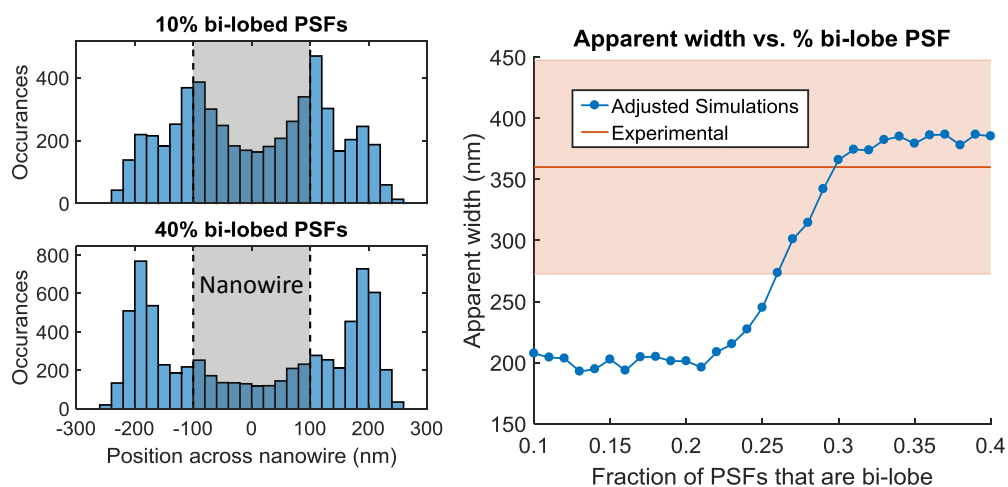 10% bi-lobed PSFs
Occurances
400
200
0
40% bi-lobed PSFs
Occurances
800
600
400
200
0
Nanowire
-300 -200 -100 0 100 200 300
Position across nanowire (nm)
Apparent width vs. % bi-lobe PSF
Apparent width (nm)
450
400
350
300
250
200
150
Adjusted Simulations
Experimental
0.1 0.15 0.2 0.25 0.3 0.35 0.4
Fraction of PSFs that are bi-lobe